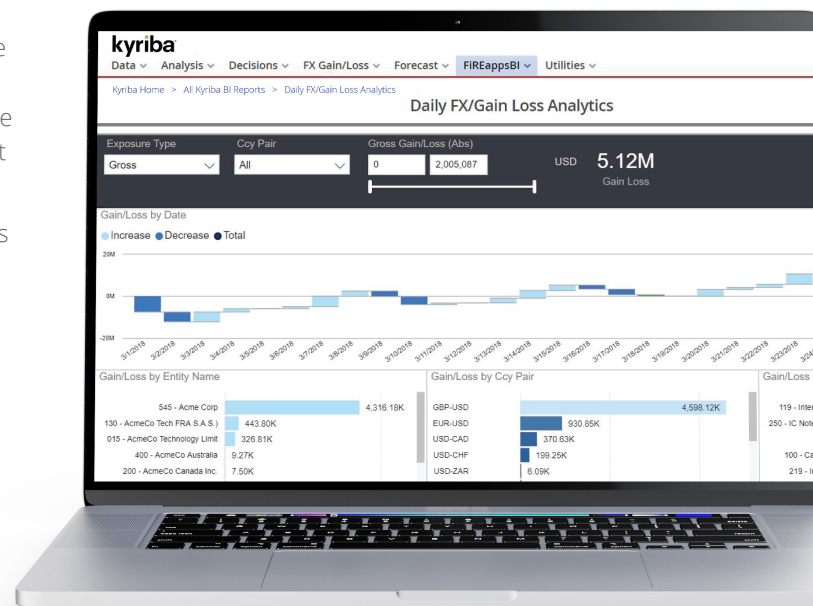 kyriba
Data Analysis Decisions FX Gain/Loss Forecast FiREappsBI Utilities
Kyriba Home > All Kyriba BI Reports > Daily FX/Gain Loss Analytics
Daily FX/Gain Loss Analytics
Exposure Type Ccy Pair Gross Gain/Loss (Abs)
Gross All 0 2,005,087 USD 5.12M
Gain Loss
Gain/Loss by Date
Increase Decrease Total
20M
0M
-20M
3/1/2018 3/2/2018 3/3/2018 3/4/2018 3/5/2018 3/6/2018 3/7/2018 3/8/2018 3/9/2018 3/10/2018 3/11/2018 3/12/2018 3/13/2018 3/14/2018 3/15/2018 3/16/2018 3/17/2018 3/18/2018 3/19/2018 3/20/2018 3/21/2018 3/22/2018 3/23/2018
Gain/Loss by Entity Name Gain/Loss by Ccy Pair Gain/Loss
545 - Acme Corp 4,316.18K GBP-USD 4,598.12K 119 - Inter
130 - AcmeCo Tech FRA S.A.S.) 443.80K EUR-USD 930.85K 250 - IC Note
015 - AcmeCo Technology Limit 326.81K USD-CAD 370.63K
400 - AcmeCo Australia 9.27K USD-CHF 199.25K 100 - Ca
200 - AcmeCo Canada Inc. 7.50K USD-ZAR 6.09K 219 - I